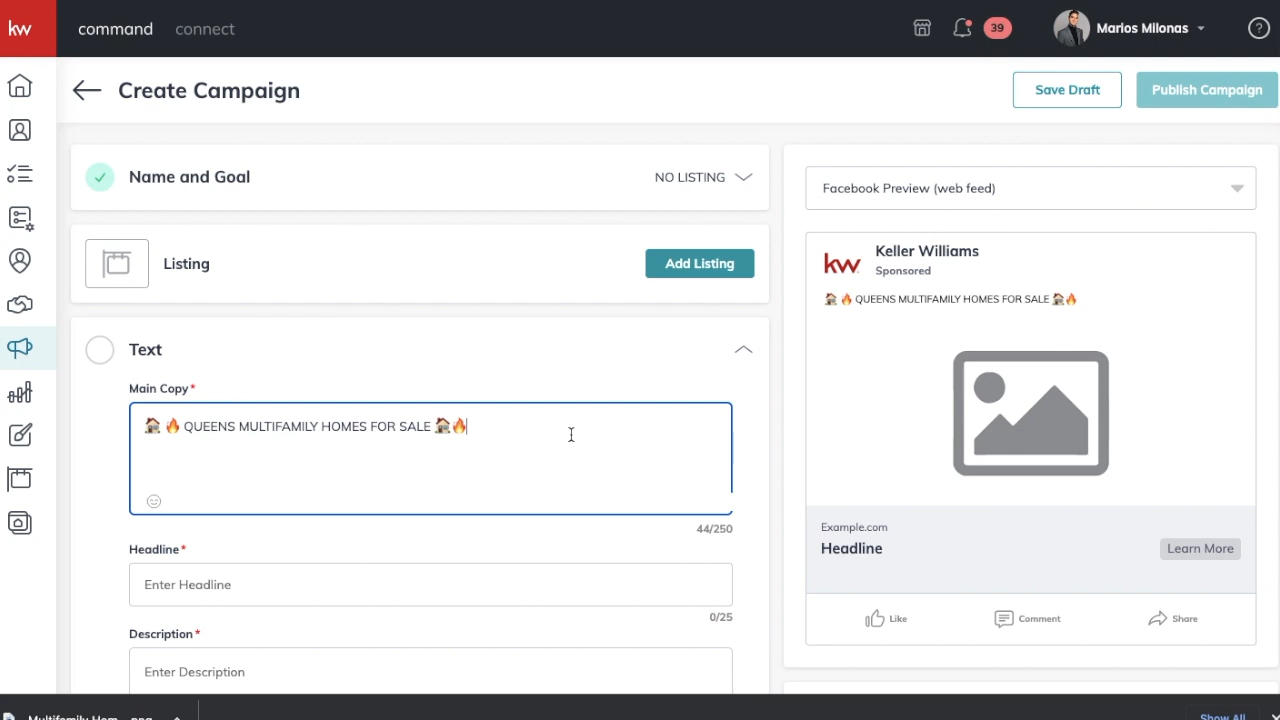 kw
command
connect
39
Marios Milonas
?
Create Campaign
Save Draft
Publish Campaign
Name and Goal
NO LISTING
Listing
Add Listing
Text
Main Copy*
🏠 🔥 QUEENS MULTIFAMILY HOMES FOR SALE 🏠🔥
44/250
Headline*
Enter Headline
0/25
Description*
Enter Description
Facebook Preview (web feed)
kw
Keller Williams
Sponsored
🏠 🔥 QUEENS MULTIFAMILY HOMES FOR SALE 🏠🔥
Example.com
Headline
Learn More
Like
Comment
Share
Multifamily Hom....png
Show All